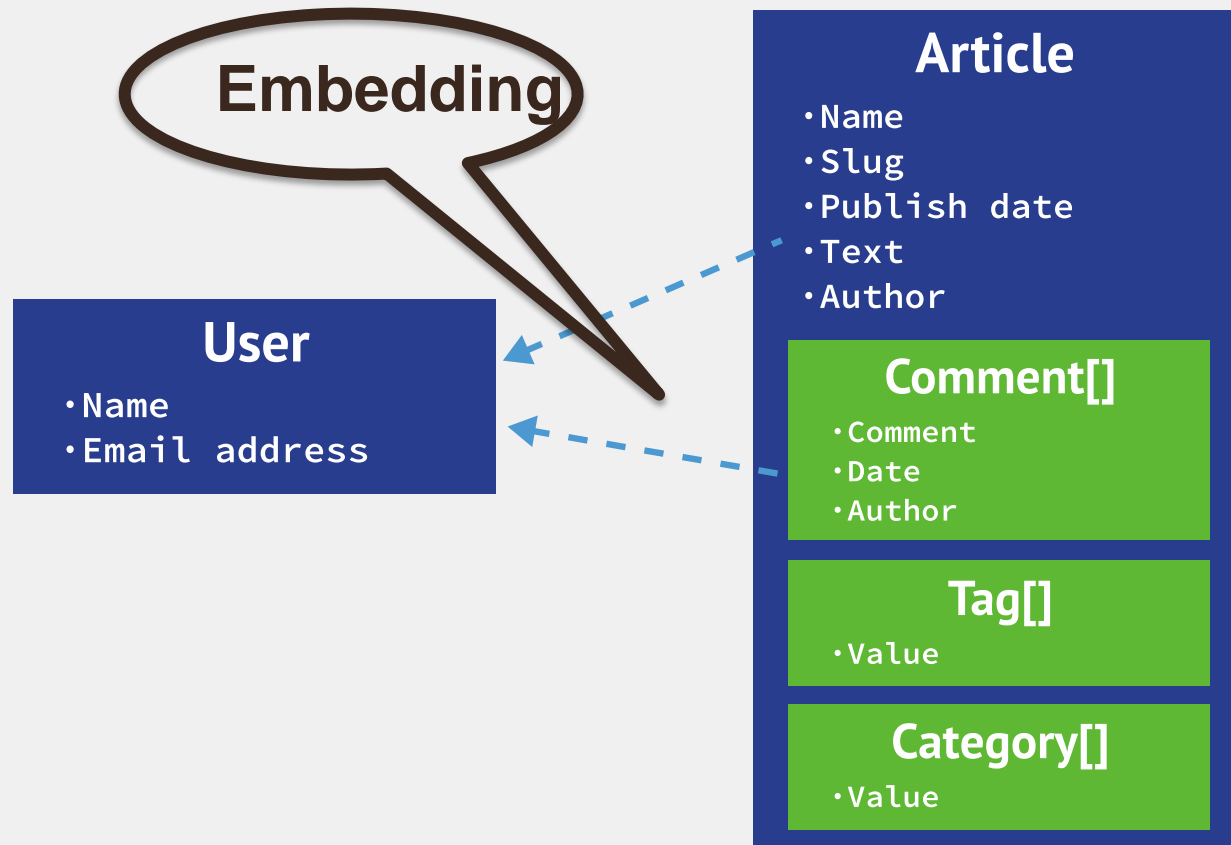 Embedding
User
·Name
·Email address
Article
·Name
·Slug
·Publish date
·Text
·Author
Comment[]
·Comment
·Date
·Author
Tag[]
·Value
Category[]
·Value